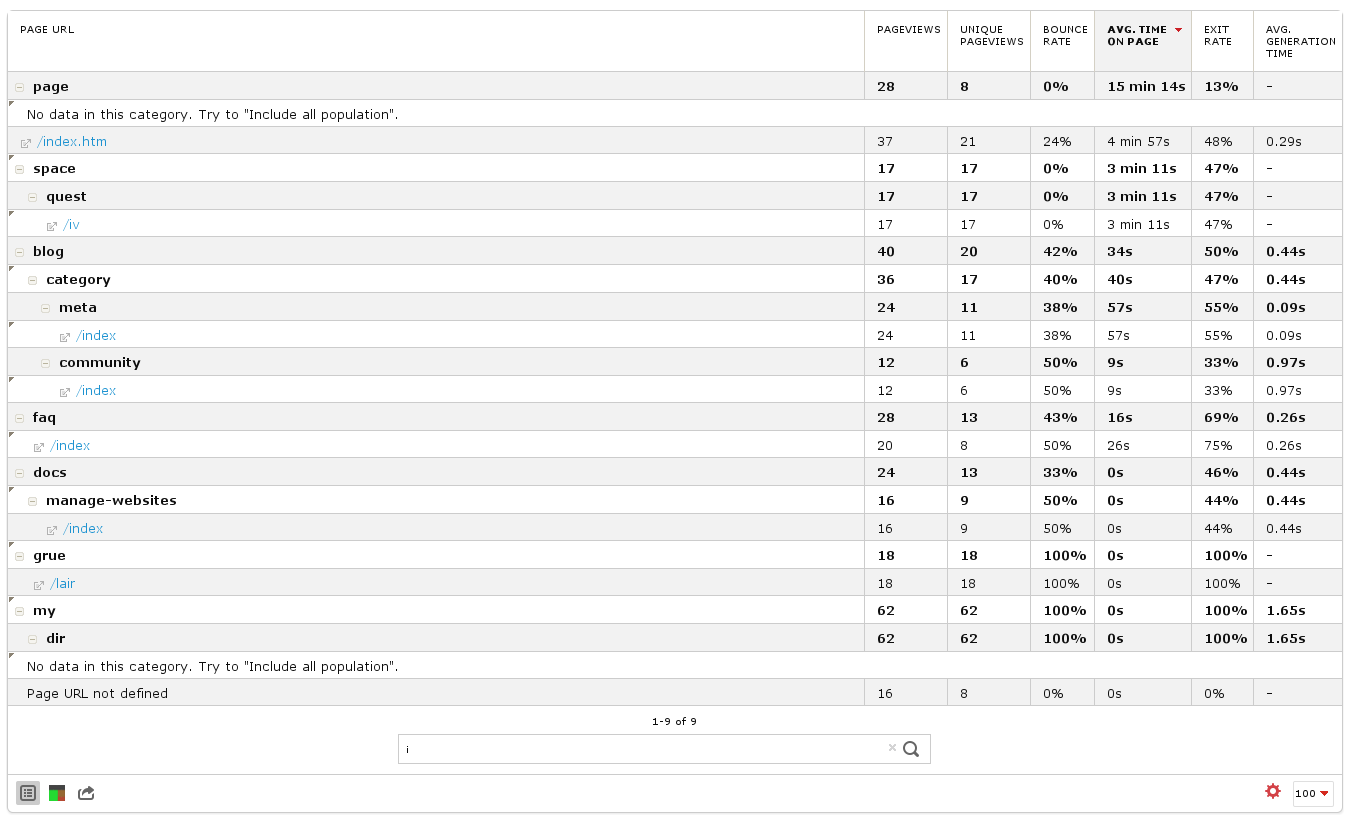 PAGE URL PAGEVIEWS UNIQUE PAGEVIEWS BOUNCE RATE AVG. TIME ON PAGE EXIT RATE AVG. GENERATION TIME
page 28 8 0% 15 min 14s 13% -
No data in this category. Try to "Include all population".
/index.htm 37 21 24% 4 min 57s 48% 0.29s
space 17 17 0% 3 min 11s 47% -
quest 17 17 0% 3 min 11s 47% -
/iv 17 17 0% 3 min 11s 47% -
blog 40 20 42% 34s 50% 0.44s
category 36 17 40% 40s 47% 0.44s
meta 24 11 38% 57s 55% 0.09s
/index 24 11 38% 57s 55% 0.09s
community 12 6 50% 9s 33% 0.97s
/index 12 6 50% 9s 33% 0.97s
faq 28 13 43% 16s 69% 0.26s
/index 20 8 50% 26s 75% 0.26s
docs 24 13 33% 0s 46% 0.44s
manage-websites 16 9 50% 0s 44% 0.44s
/index 16 9 50% 0s 44% 0.44s
grue 18 18 100% 0s 100% -
/lair 18 18 100% 0s 100% -
my 62 62 100% 0s 100% 1.65s
dir 62 62 100% 0s 100% 1.65s
No data in this category. Try to "Include all population".
Page URL not defined 16 8 0% 0s 0% -
1-9 of 9
i
100